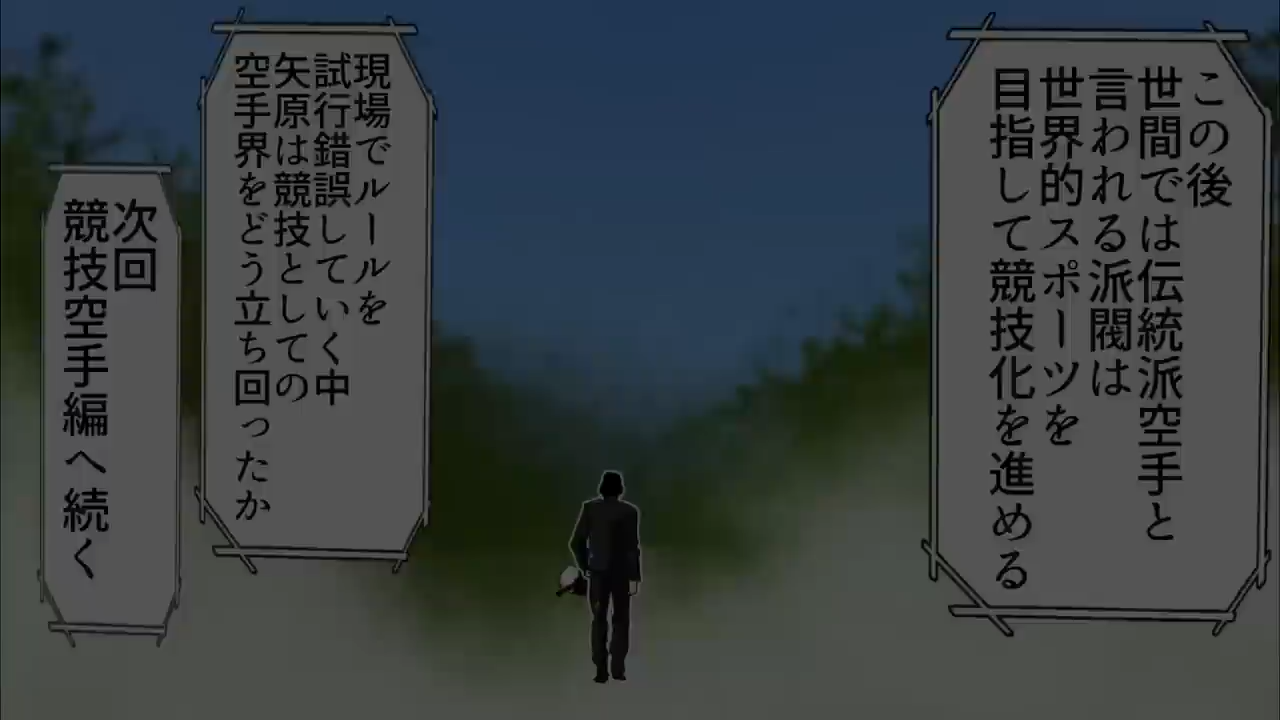 この後
世間では伝統派空手と
言われる派閥は
世界的スポーツを
目指して競技化を進める
現場でルールを
試行錯誤していく中
矢原は競技としての
空手界をどう立ち回ったか
次回
競技空手編へ続く